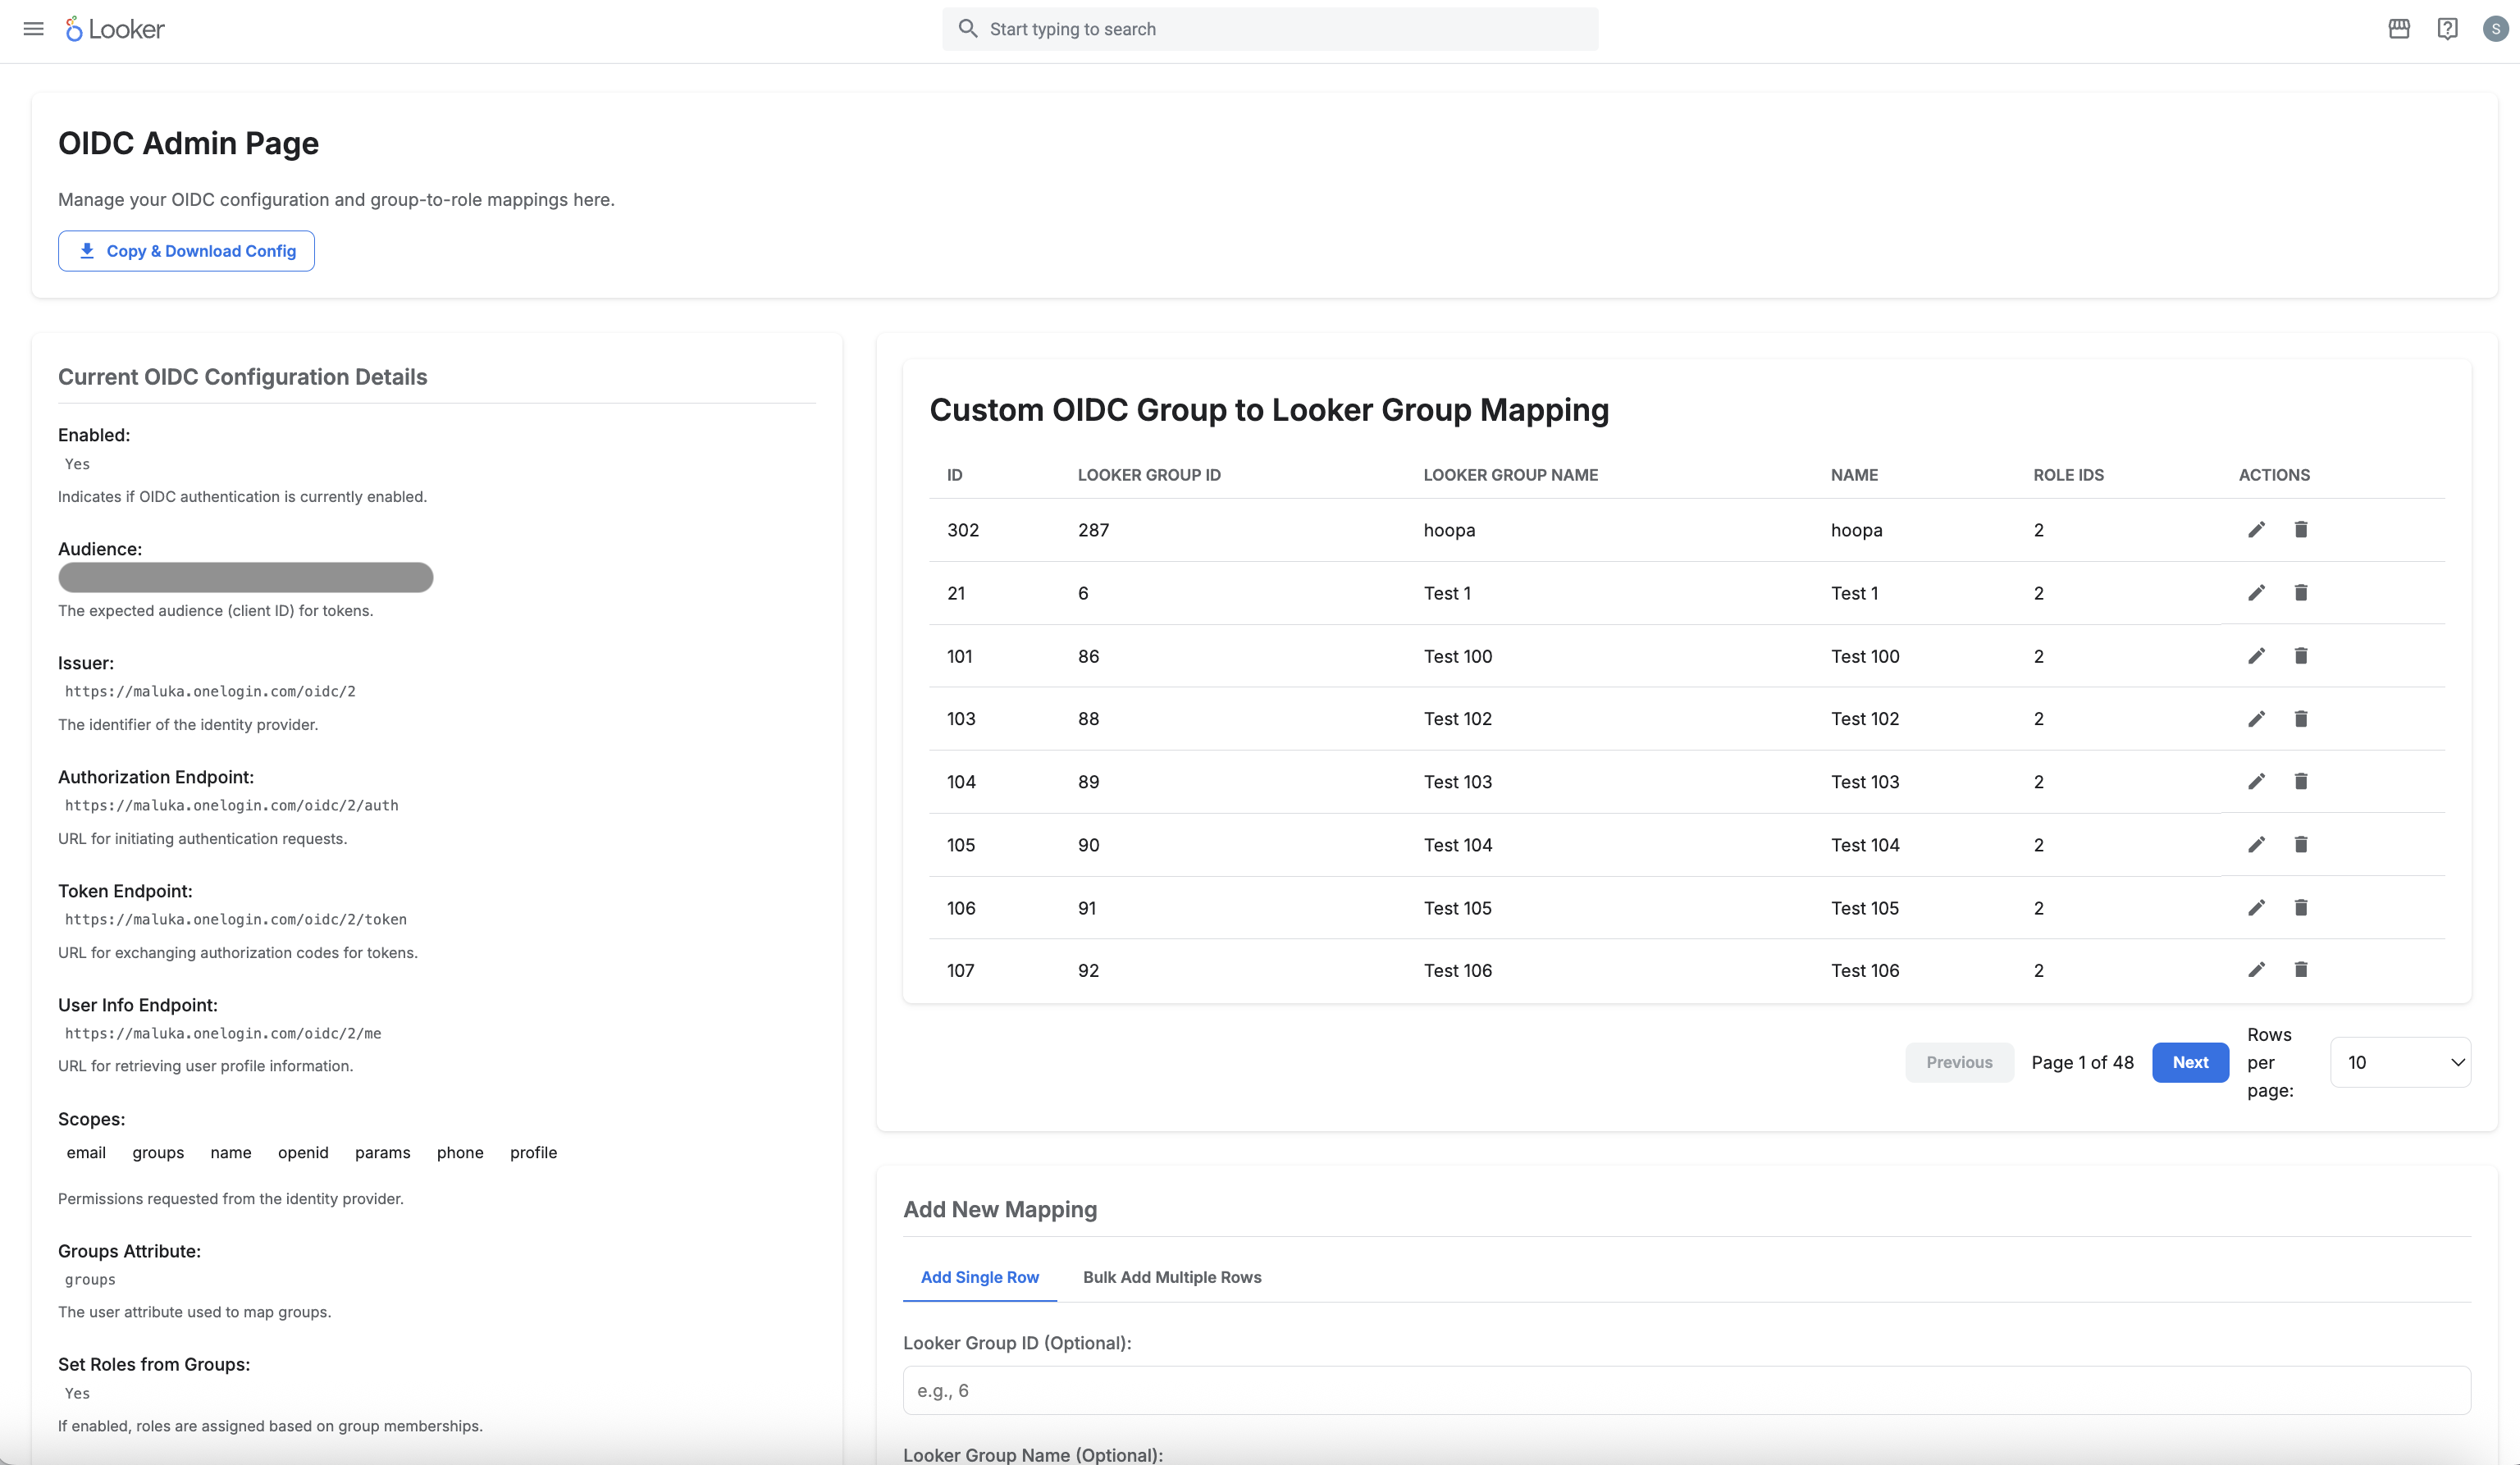 Looker
Start typing to search
S
OIDC Admin Page
Manage your OIDC configuration and group-to-role mappings here.
Copy & Download Config
Current OIDC Configuration Details
Enabled:
Yes
Indicates if OIDC authentication is currently enabled.
Audience:
The expected audience (client ID) for tokens.
Issuer:
https://maluka.onelogin.com/oidc/2
The identifier of the identity provider.
Authorization Endpoint:
https://maluka.onelogin.com/oidc/2/auth
URL for initiating authentication requests.
Token Endpoint:
https://maluka.onelogin.com/oidc/2/token
URL for exchanging authorization codes for tokens.
User Info Endpoint:
https://maluka.onelogin.com/oidc/2/me
URL for retrieving user profile information.
Scopes:
email groups name openid params phone profile
Permissions requested from the identity provider.
Groups Attribute:
groups
The user attribute used to map groups.
Set Roles from Groups:
Yes
If enabled, roles are assigned based on group memberships.
Custom OIDC Group to Looker Group Mapping
ID LOOKER GROUP ID LOOKER GROUP NAME NAME ROLE IDS ACTIONS
302 287 hoopa hoopa 2
21 6 Test 1 Test 1 2
101 86 Test 100 Test 100 2
103 88 Test 102 Test 102 2
104 89 Test 103 Test 103 2
105 90 Test 104 Test 104 2
106 91 Test 105 Test 105 2
107 92 Test 106 Test 106 2
Previous Page 1 of 48 Next
Rows
per
page:
10
Add New Mapping
Add Single Row Bulk Add Multiple Rows
Looker Group ID (Optional):
e.g., 6
Looker Group Name (Optional):